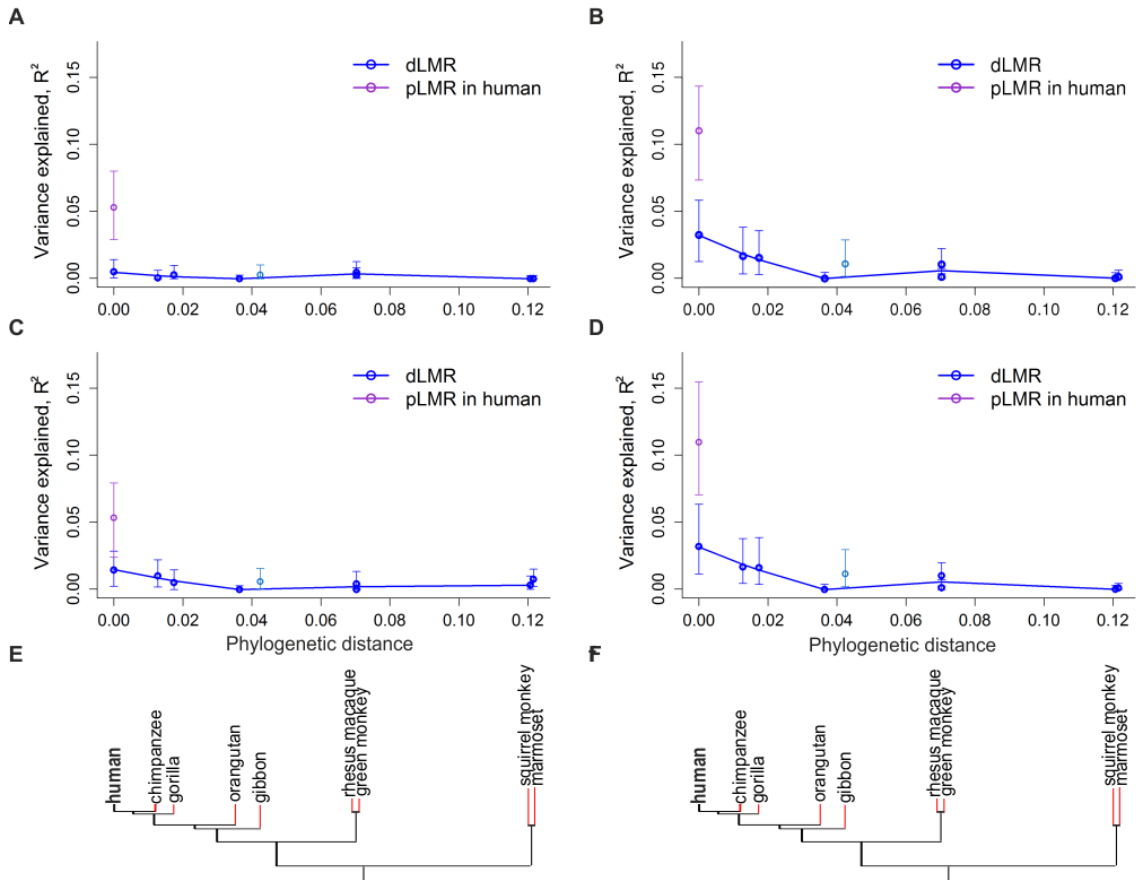 A
B
Variance explained, R²
0.15
0.10
0.05
0.00
dLMR
pLMR in human
0.00 0.02 0.04 0.06 0.08 0.10 0.12
Variance explained, R²
0.15
0.10
0.05
0.00
dLMR
pLMR in human
0.00 0.02 0.04 0.06 0.08 0.10 0.12
C
D
Variance explained, R²
0.15
0.10
0.05
0.00
dLMR
pLMR in human
0.00 0.02 0.04 0.06 0.08 0.10 0.12
Phylogenetic distance
Variance explained, R²
0.15
0.10
0.05
0.00
dLMR
pLMR in human
0.00 0.02 0.04 0.06 0.08 0.10 0.12
Phylogenetic distance
E
human
chimpanzee
gorilla
orangutan
gibbon
rhesus macaque
green monkey
squirrel monkey
marmoset
F
human
chimpanzee
gorilla
orangutan
gibbon
rhesus macaque
green monkey
squirrel monkey
marmoset